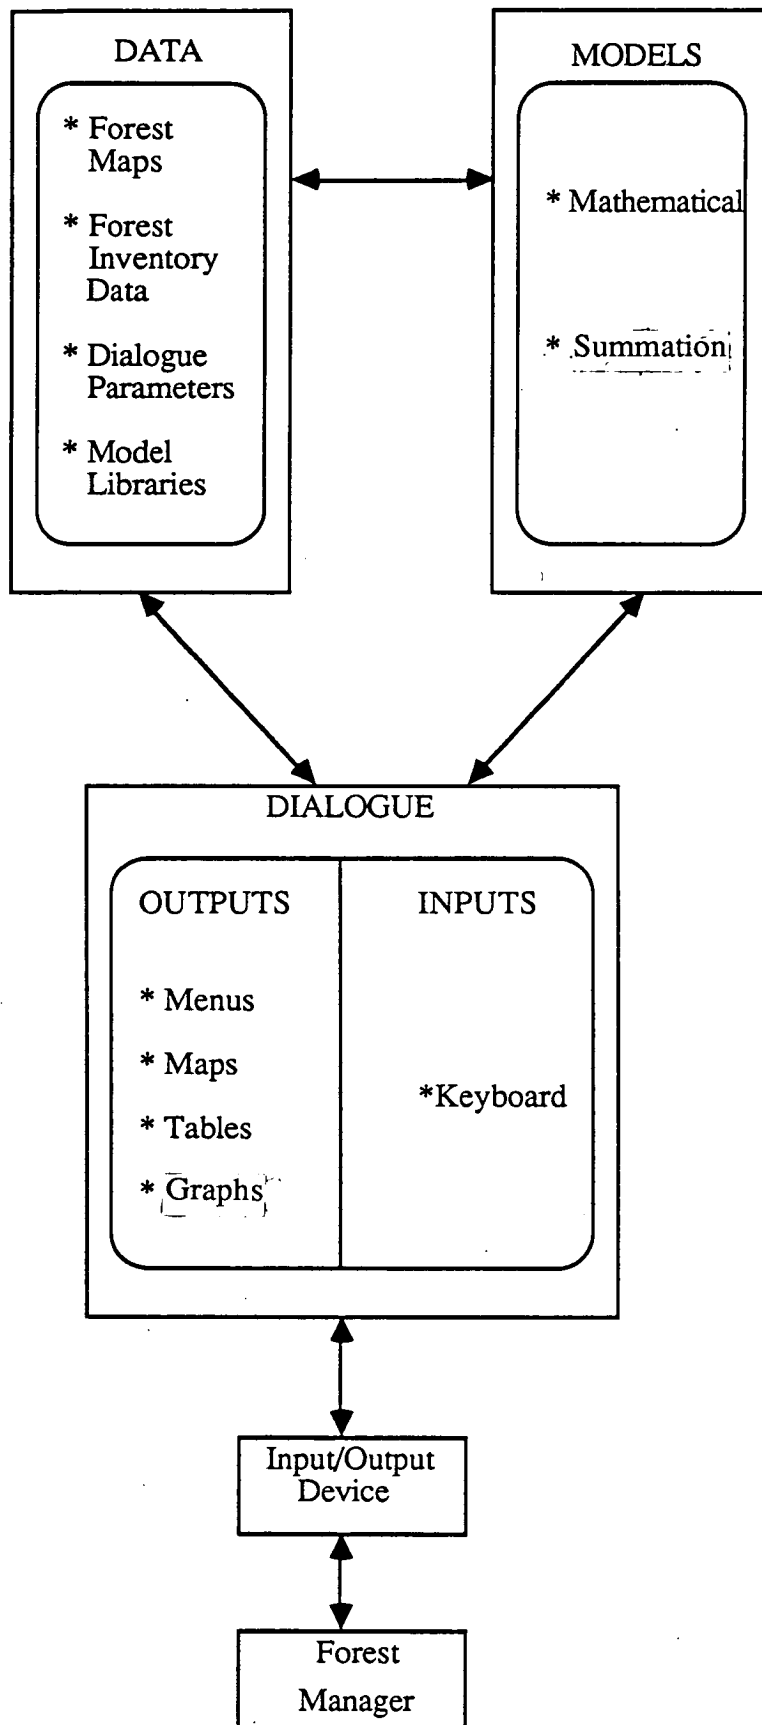 DATA
* Forest
Maps
* Forest
Inventory
Data
* Dialogue
Parameters
* Model
Libraries
MODELS
* Mathematical
* Summation
DIALOGUE
OUTPUTS
* Menus
* Maps
* Tables
* Graphs
INPUTS
*Keyboard
Input/Output
Device
Forest
Manager